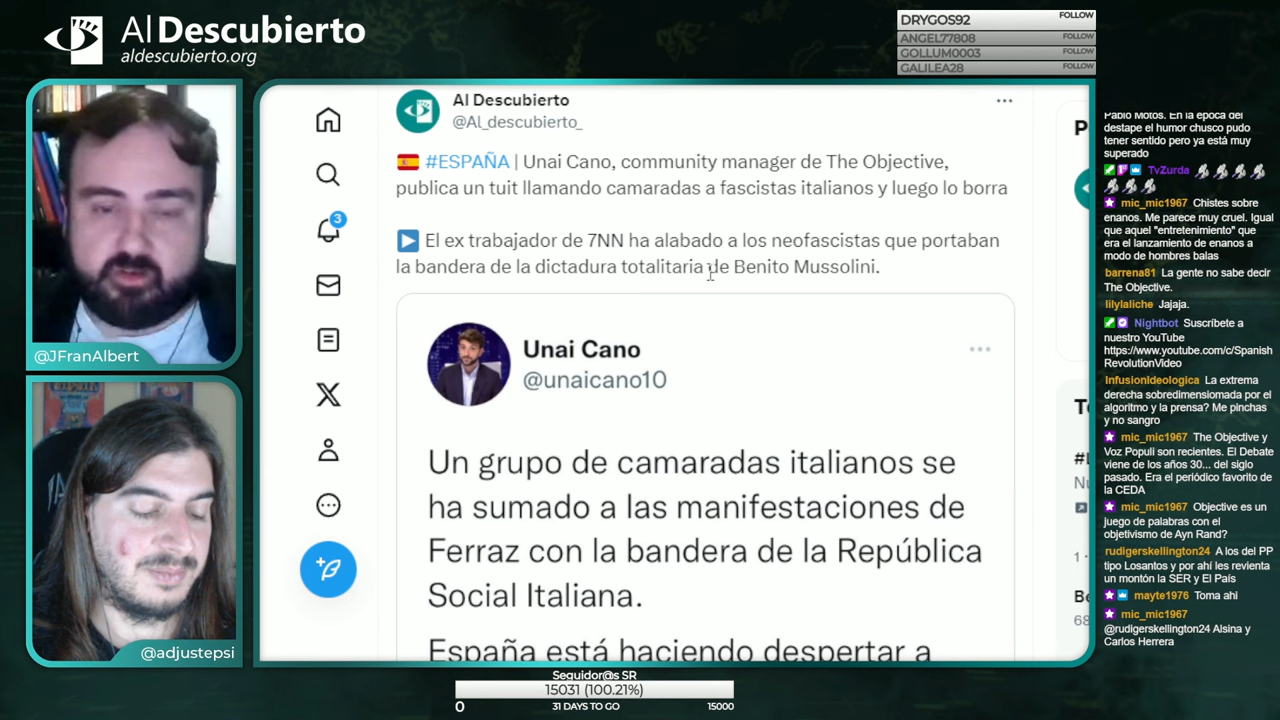 Al Descubierto
aldescubierto.org
DRYGOS92 FOLLOW
ANGEL77808 FOLLOW
GOLLUM0003 FOLLOW
GALILEA28 FOLLOW
@JFranAlbert
@adjustepsi
3
Al Descubierto
@Al_descubierto_
#ESPAÑA | Unai Cano, community manager de The Objective,
publica un tuit llamando camaradas a fascistas italianos y luego lo borra
El ex trabajador de 7NN ha alabado a los neofascistas que portaban
la bandera de la dictadura totalitaria de Benito Mussolini.
Unai Cano
@unaicano10
Un grupo de camaradas italianos se
ha sumado a las manifestaciones de
Ferraz con la bandera de la República
Social Italiana.
España está haciendo despertar a
Pablo Motos. En la época del
destape el humor chusco pudo
tener sentido pero ya está muy
superado
TvZurda
mic_mic1967 Chistes sobre
enanos. Me parece muy cruel. Igual
que aquel "entretenimiento" que
era el lanzamiento de enanos a
modo de hombres balas
barrena81 La gente no sabe decir
The Objective.
lilylaliche Jajaja.
Nightbot Suscríbete a
nuestro YouTube
https://www.youtube.com/c/Spanish
RevolutionVideo
InfusionIdeologica La extrema
derecha sobredimensiomada por el
algoritmo y la prensa? Me pinchas
y no sangro
mic_mic1967 The Objective y
Voz Populi son recientes. El Debate
viene de los años 30... del siglo
pasado. Era el periódico favorito de
la CEDA
mic_mic1967 Objective es un
juego de palabras con el
objetivismo de Ayn Rand?
rudigerskellington24 A los del PP
tipo Losantos y por ahí les revienta
un montón la SER y El País
mayte1976 Toma ahi
mic_mic1967
@rudigerskellington24 Alsina y
Carlos Herrera
Seguidor@s SR
15031 (100.21%)
0 31 DAYS TO GO 15000